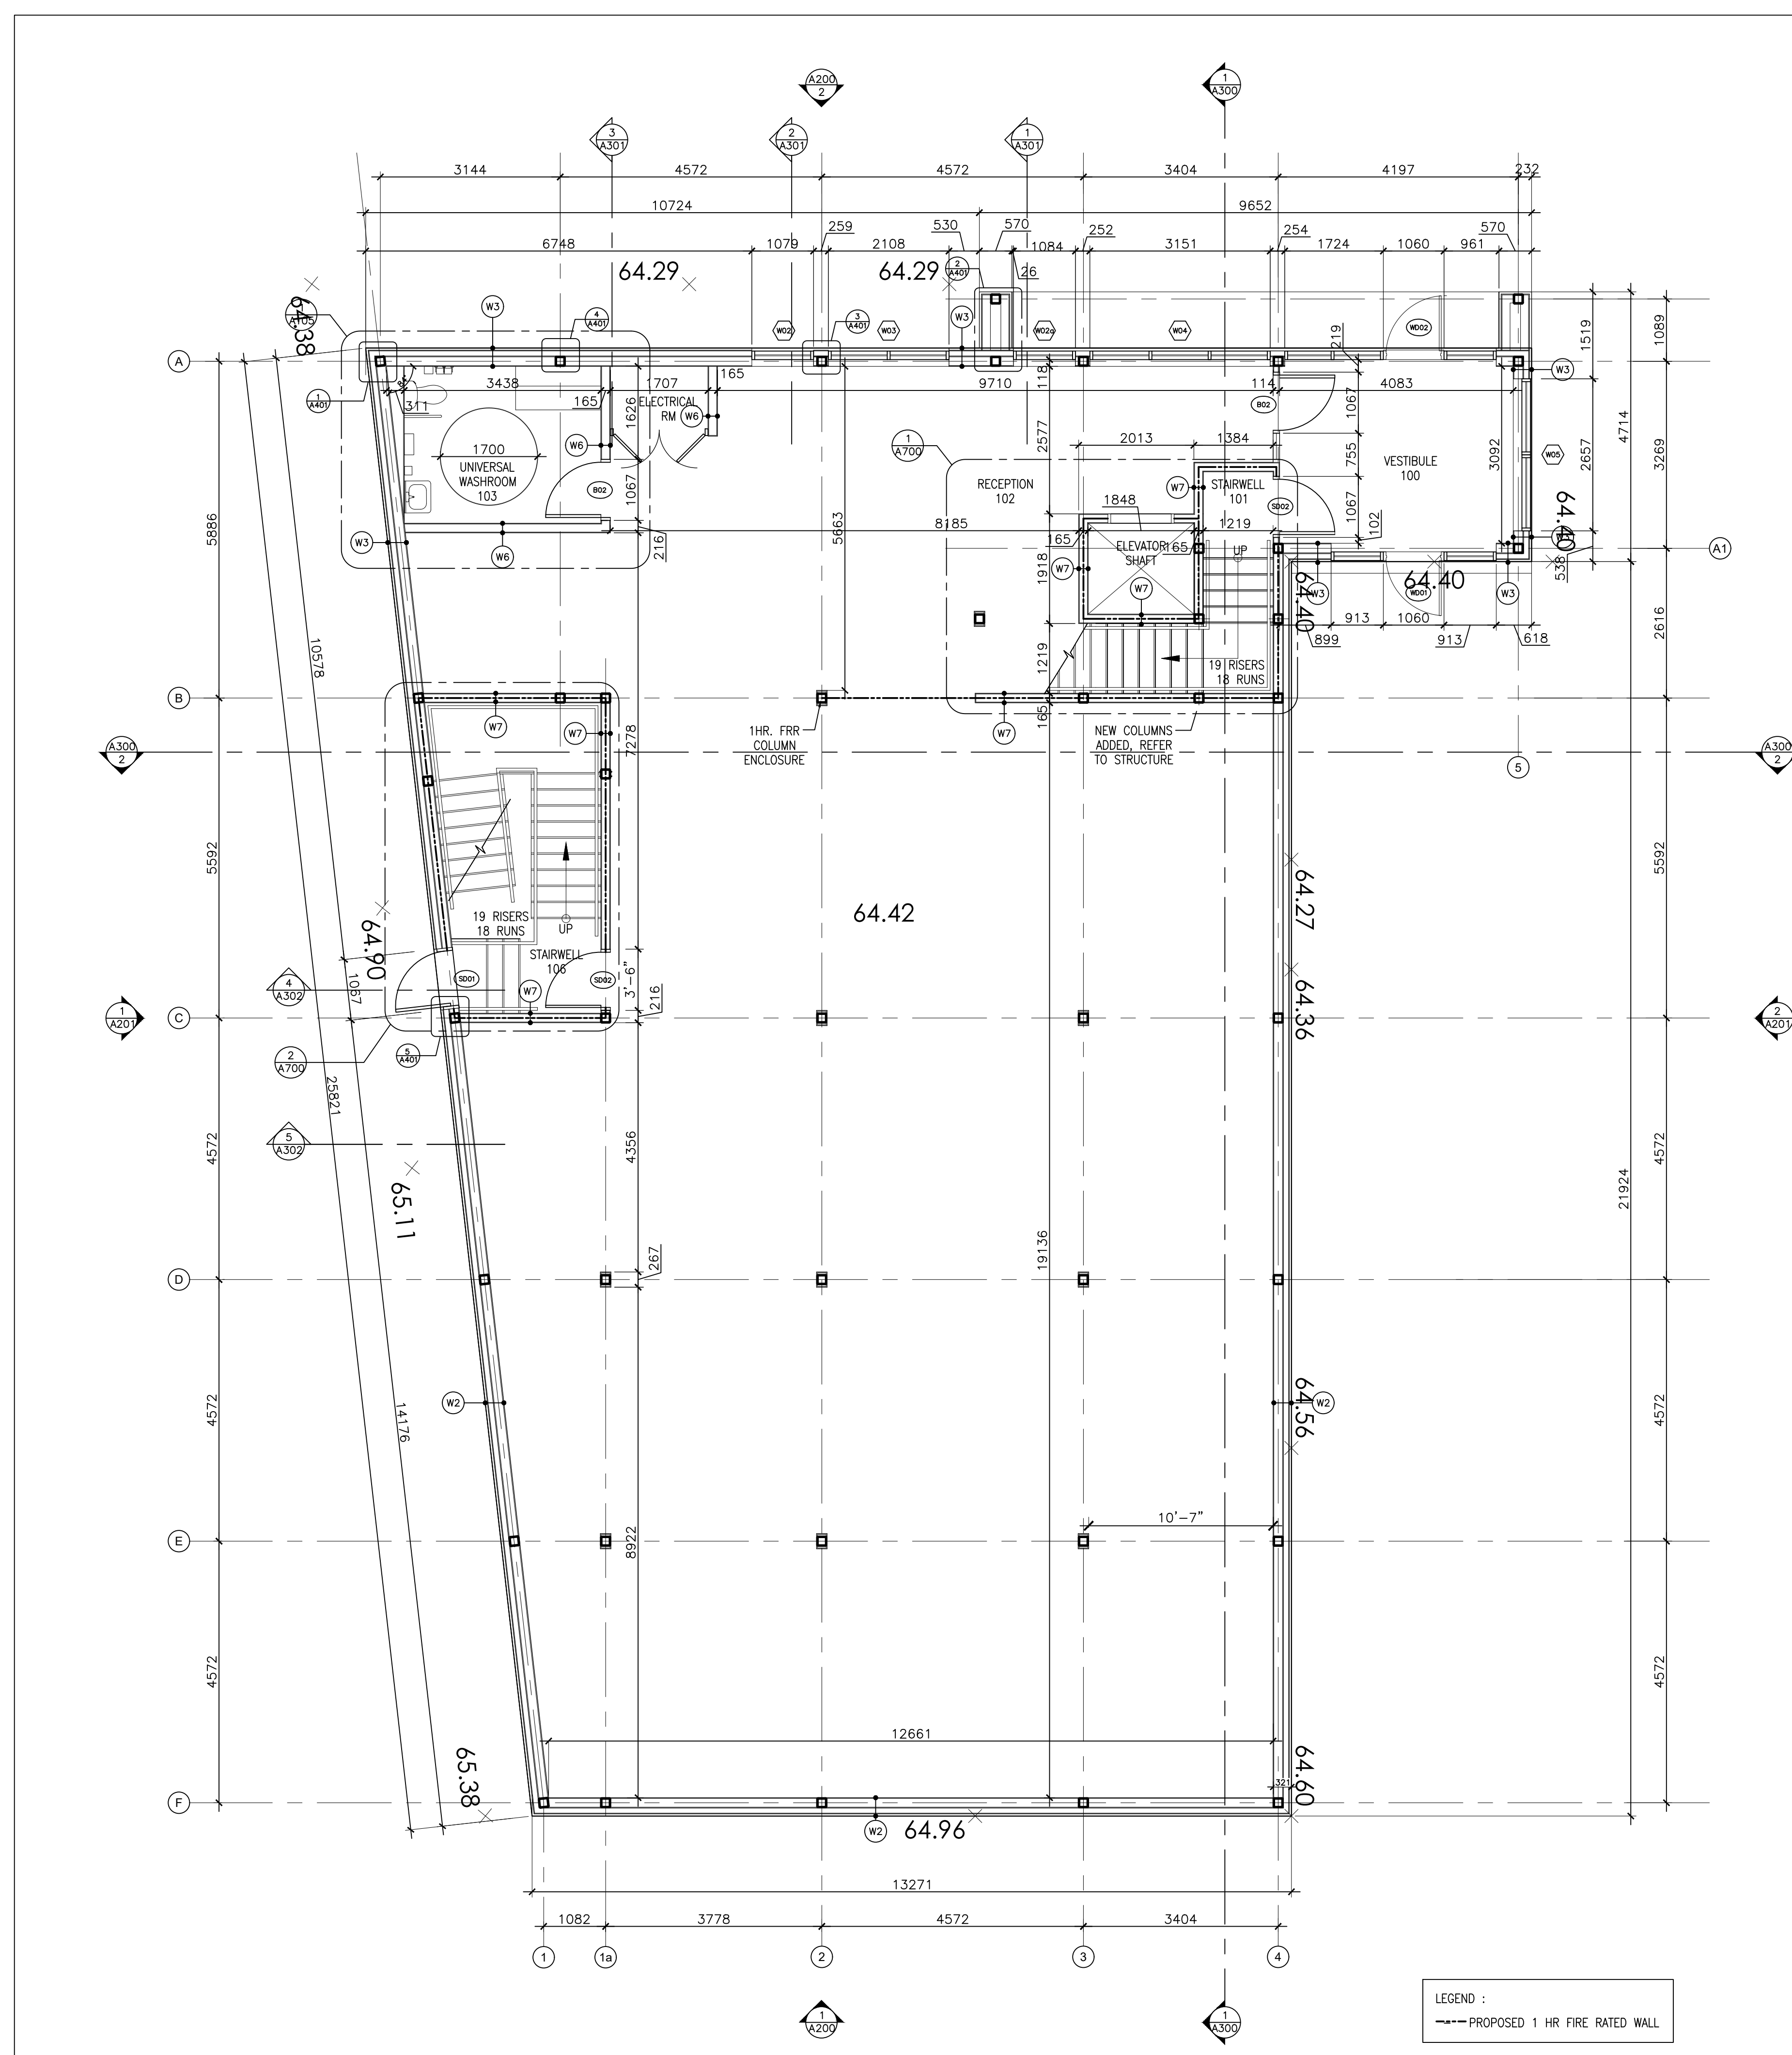 A200
2
1
A300
3
A301
2
A301
1
A301
3144
4572
4572
3404
4197
232
10724
9652
259
530
570
252
254
570
6748
1079
2108
1084
3151
1724
1060
961
26
64.29
64.29
2
A401
64.38
A105
W3
4
A401
W02
3
A401
W03
W3
W02a
W04
WD02
219
1519
1089
A
W3
1
A401
311
3438
165
1707
165
9710
118
114
4083
ELECTRICAL
RM
W6
1626
B02
1067
1
A700
2577
2013
1384
755
3092
W05
2657
4714
3269
1700
UNIVERSAL
WASHROOM
103
W6
B02
1067
RECEPTION
102
W7
STAIRWELL
101
VESTIBULE
100
SD02
1067
64.40
5886
W3
W6
216
8185
5663
1848
1219
102
165
ELEVATOR
SHAFT
165
UP
A1
W7
1918
W7
64.40
W3
64.40
WD01
W3
538
913
1060
899
913
618
2616
10578
1219
19 RISERS
18 RUNS
B
W7
W7
7278
1HR. FRR
COLUMN
ENCLOSURE
165
W7
NEW COLUMNS
ADDED, REFER
TO STRUCTURE
A300
2
A300
2
5
5592
5592
64.42
64.27
19 RISERS
18 RUNS
UP
64.90
STAIRWELL
106
SD01
SD02
3'-6"
4
A302
1067
W7
216
64.36
1
A201
C
2
A201
2
A700
5
A401
25821
5
A302
4572
4356
4572
65.11
21924
267
19136
D
W2
14176
64.56
W2
4572
4572
10'-7"
8922
E
4572
4572
12661
65.38
64.60
321
F
W2
64.96
13271
1082
3778
4572
3404
1
1a
2
3
4
1
A200
1
A300
LEGEND :
PROPOSED 1 HR FIRE RATED WALL